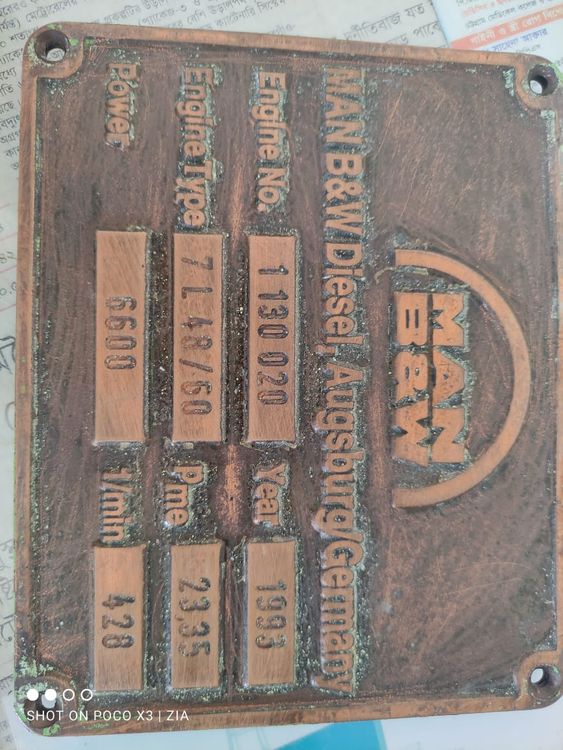 MAN
B&W
MAN B&W Diesel, Augsburg/Germany
Engine No. 1 130 020 Year 1993
Engine Type 7 L 48/60 Pme 23,35
Power 6600 1/min 428
SHOT ON POCO X3 | ZIA